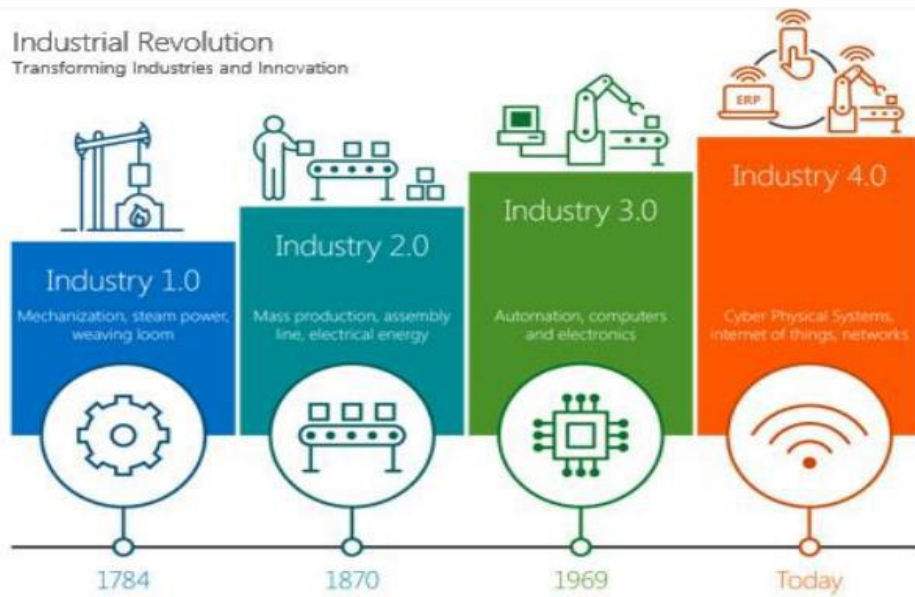 Industrial Revolution
Transforming Industries and Innovation
ERP
Industry 1.0
Mechanization, steam power,
weaving loom
Industry 2.0
Mass production, assembly
line, electrical energy
Industry 3.0
Automation, computers
and electronics
Industry 4.0
Cyber Physical Systems,
internet of things, networks
1784
1870
1969
Today